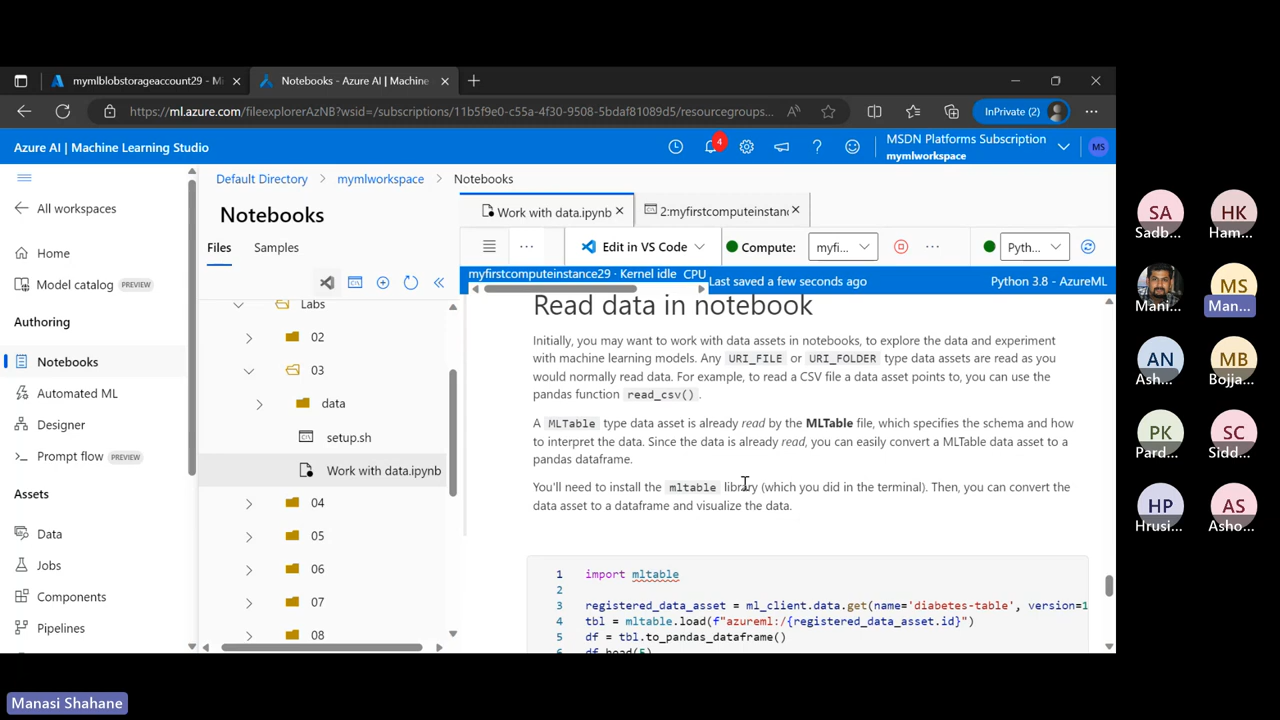 mymlblobstorageaccount29 - Mi
Notebooks - Azure AI | Machine
https://ml.azure.com/fileexplorerAzNB?wsid=/subscriptions/11b5f9e0-c55a-4f30-9508-5bdaf81089d5/resourcegroups...
InPrivate (2)
Azure AI | Machine Learning Studio
4
MSDN Platforms Subscription
mymlworkspace
MS
All workspaces
Home
Model catalog PREVIEW
Authoring
Notebooks
Automated ML
Designer
Prompt flow PREVIEW
Assets
Data
Jobs
Components
Pipelines
Default Directory > mymlworkspace > Notebooks
Notebooks
Files Samples
Labs
02
03
data
setup.sh
Work with data.ipynb
04
05
06
07
08
Work with data.ipynb
2:myfirstcomputeinstanc
Edit in VS Code
Compute:
myfi...
Pyth...
myfirstcomputeinstance29 · Kernel idle CPU
Last saved a few seconds ago
Python 3.8 - AzureML
Read data in notebook
Initially, you may want to work with data assets in notebooks, to explore the data and experiment
with machine learning models. Any URI_FILE or URI_FOLDER type data assets are read as you
would normally read data. For example, to read a CSV file a data asset points to, you can use the
pandas function read_csv().
A MLTable type data asset is already read by the MLTable file, which specifies the schema and how
to interpret the data. Since the data is already read, you can easily convert a MLTable data asset to a
pandas dataframe.
You'll need to install the mltable library (which you did in the terminal). Then, you can convert the
data asset to a dataframe and visualize the data.
1 import mltable
2
3 registered_data_asset = ml_client.data.get(name='diabetes-table', version=1
4 tbl = mltable.load(f"azureml:/{registered_data_asset.id}")
5 df = tbl.to_pandas_dataframe()
6 df.head(5)
SA
Sadb...
HK
Ham...
Mani...
MS
Man...
AN
Ash...
MB
Bojja...
PK
Pard...
SC
Sidd...
HP
Hrusi...
AS
Asho...
Manasi Shahane